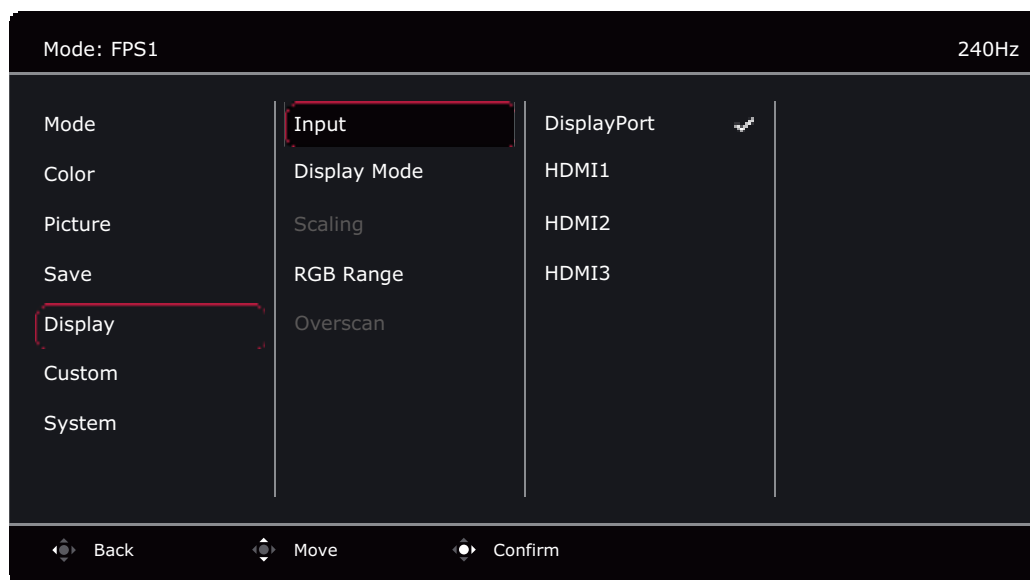 Mode: FPS1 240Hz
Mode
Color
Picture
Save
Display
Custom
System
Input
Display Mode
Scaling
RGB Range
Overscan
DisplayPort
HDMI1
HDMI2
HDMI3
Back Move Confirm